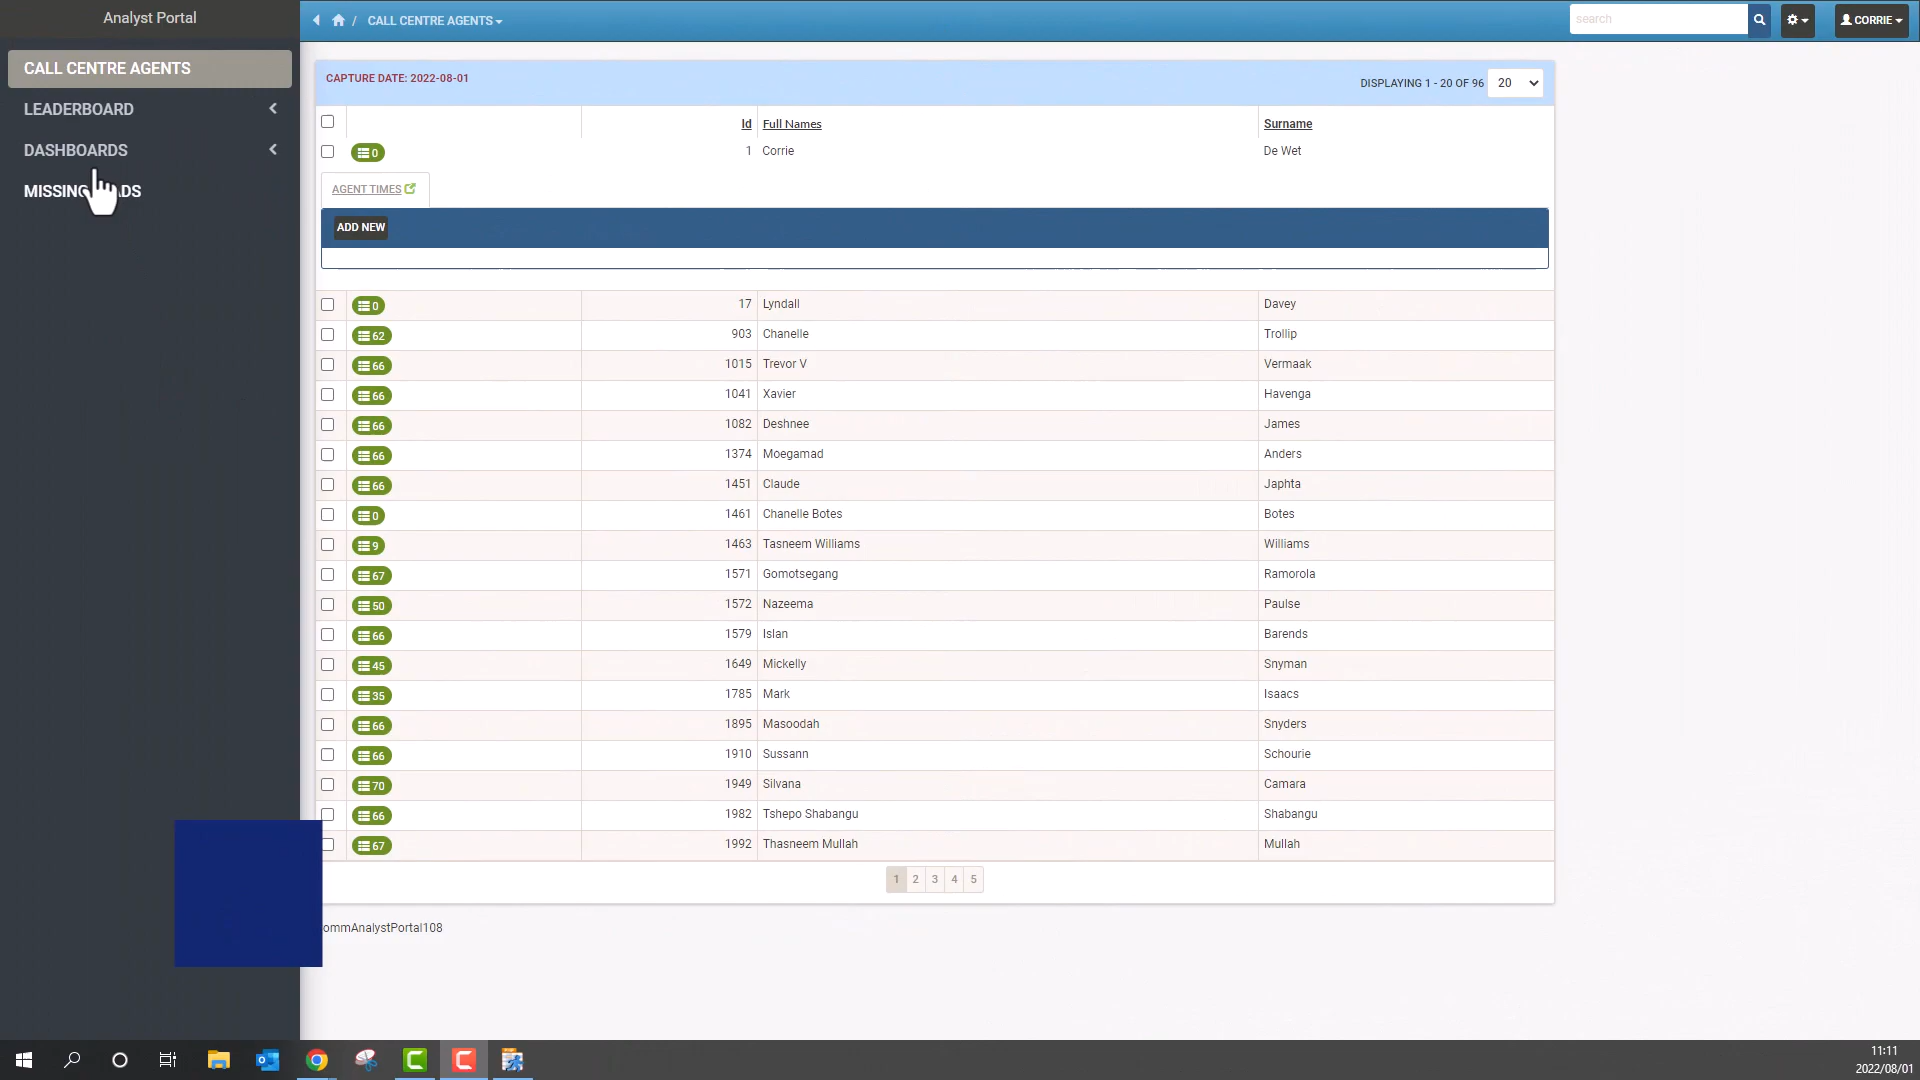 Analyst Portal
CALL CENTRE AGENTS
LEADERBOARD
DASHBOARDS
MISSING ADS
/ CALL CENTRE AGENTS
search
CORRIE
CAPTURE DATE: 2022-08-01
DISPLAYING 1 - 20 OF 96 20
Id Full Names Surname
0 1 Corrie De Wet
AGENT TIMES
ADD NEW
0 17 Lyndall Davey
62 903 Chanelle Trollip
66 1015 Trevor V Vermaak
66 1041 Xavier Havenga
66 1082 Deshnee James
66 1374 Moegamad Anders
66 1451 Claude Japhta
0 1461 Chanelle Botes Botes
9 1463 Tasneem Williams Williams
67 1571 Gomotsegang Ramorola
50 1572 Nazeema Paulse
66 1579 Islan Barends
45 1649 Mickelly Snyman
35 1785 Mark Isaacs
66 1895 Masoodah Snyders
66 1910 Sussann Schourie
70 1949 Silvana Camara
66 1982 Tshepo Shabangu Shabangu
67 1992 Thasneem Mullah Mullah
1 2 3 4 5
ommAnalystPortal108
11:11
2022/08/01